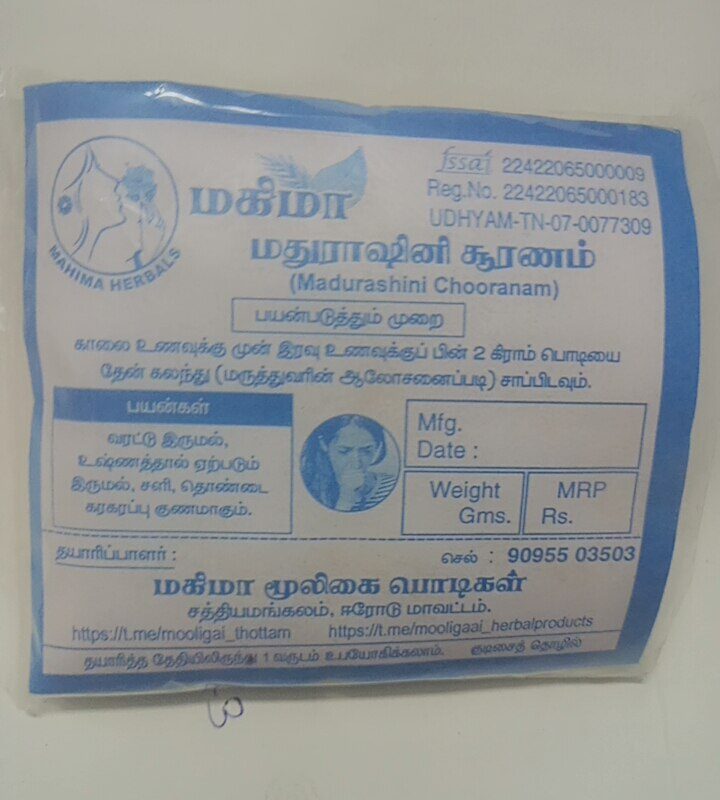 மகிமா
MAHIMA HERBALS
fssai 22422065000009
Reg.No. 22422065000183
UDHYAM-TN-07-0077309
மதுராஷினி சூரணம்
(Madurashini Chooranam)
பயன்படுத்தும் முறை
காலை உணவுக்கு முன் இரவு உணவுக்குப் பின் 2 கிராம் பொடியை
தேன் கலந்து (மருத்துவரின் ஆலோசனைப்படி) சாப்பிடவும்.
பயன்கள்
வரட்டு இருமல்,
உஷ்ணத்தால் ஏற்படும்
இருமல், சளி, தொண்டை
கரகரப்பு குணமாகும்.
Mfg.
Date :
Weight
Gms.
MRP
Rs.
தயாரிப்பாளர் :
செல் : 90955 03503
மகிமா மூலிகை பொடிகள்
சத்தியமங்கலம், ஈரோடு மாவட்டம்.
https://t.me/mooligai_thottam https://t.me/mooligaai_herbalproducts
தயாரித்த தேதியிலிருந்து 1 வருடம் உபயோகிக்கலாம். குடிசைத் தொழில்